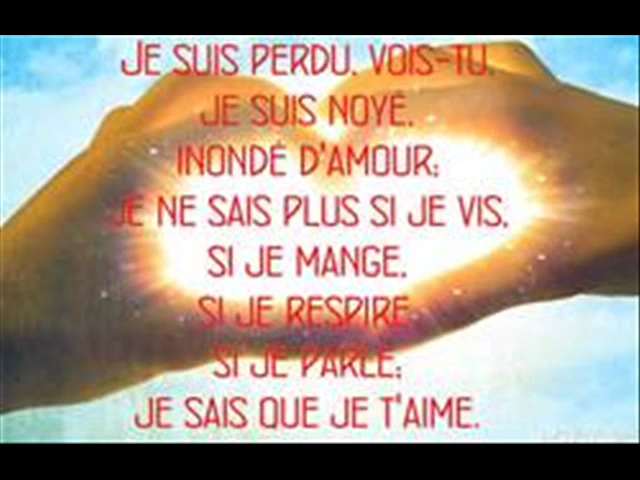 JE SUIS PERDU, VOIS-TU,
JE SUIS NOYÉ,
INONDÉ D'AMOUR;
JE NE SAIS PLUS SI JE VIS,
SI JE MANGE,
SI JE RESPIRE,
SI JE PARLE;
JE SAIS QUE JE T'AIME.